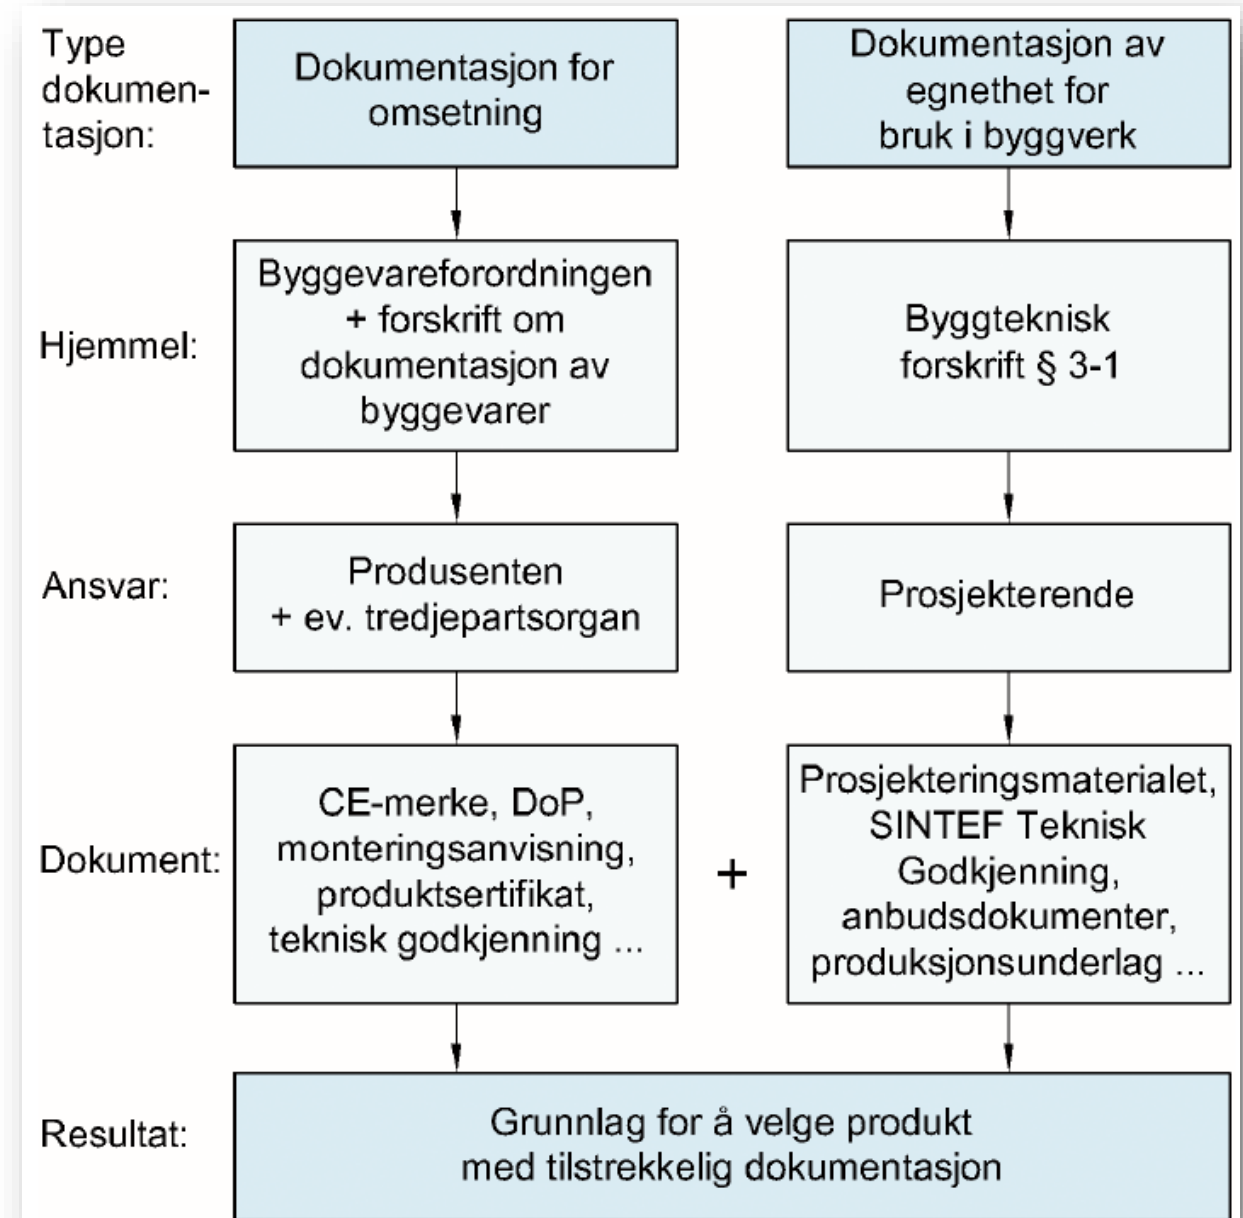 Type
dokumen-
tasjon:
Dokumentasjon for
omsetning
Dokumentasjon av
egnethet for
bruk i byggverk
Hjemmel:
Byggevareforordningen
+ forskrift om
dokumentasjon av
byggevarer
Byggteknisk
forskrift § 3-1
Ansvar:
Produsenten
+ ev. tredjepartsorgan
Prosjekterende
Dokument:
CE-merke, DoP,
monteringsanvisning,
produktsertifikat,
teknisk godkjenning ...
+
Prosjekteringsmaterialet,
SINTEF Teknisk
Godkjenning,
anbudsdokumenter,
produksjonsunderlag ...
Resultat:
Grunnlag for å velge produkt
med tilstrekkelig dokumentasjon